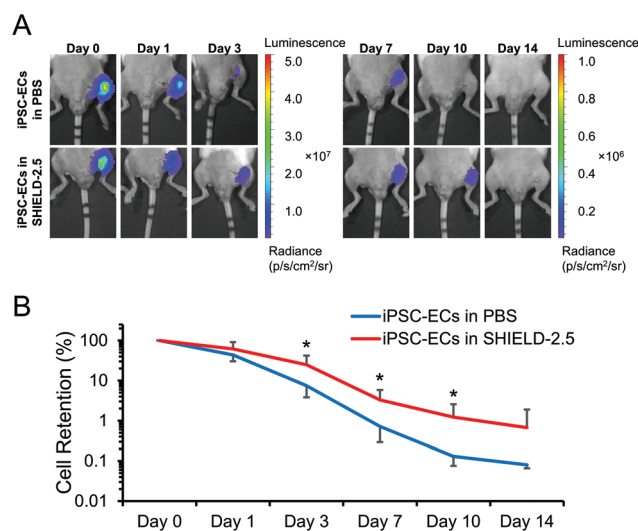 A
Day 0 Day 1 Day 3 Luminescence Day 7 Day 10 Day 14 Luminescence
iPSC-ECs
in PBS
iPSC-ECs in
SHIELD-2.5
5.0
4.0
3.0
×10⁷
2.0
1.0
Radiance
(p/s/cm²/sr)
1.0
0.8
0.6
×10⁶
0.4
0.2
Radiance
(p/s/cm²/sr)
B
iPSC-ECs in PBS
iPSC-ECs in SHIELD-2.5
Cell Retention (%)
100
10
1
0.1
0.01
* * *
Day 0 Day 1 Day 3 Day 7 Day 10 Day 14